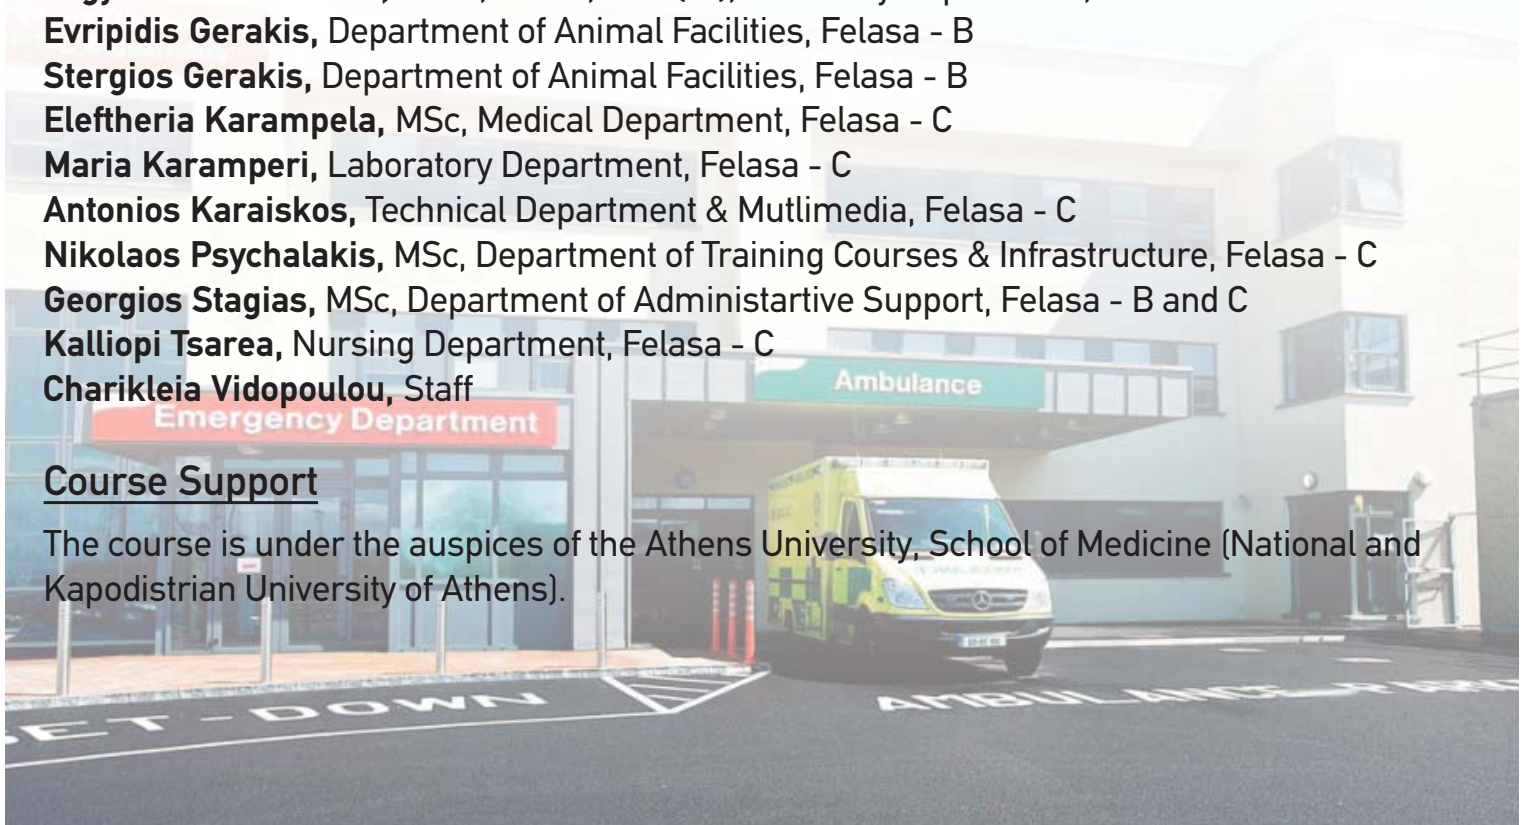 Evripidis Gerakis, Department of Animal Facilities, Felasa - B
Stergios Gerakis, Department of Animal Facilities, Felasa - B
Eleftheria Karampela, MSc, Medical Department, Felasa - C
Maria Karamperi, Laboratory Department, Felasa - C
Antonios Karaiskos, Technical Department & Mutlimedia, Felasa - C
Nikolaos Psychalakis, MSc, Department of Training Courses & Infrastructure, Felasa - C
Georgios Stagias, MSc, Department of Administartive Support, Felasa - B and C
Kalliopi Tsarea, Nursing Department, Felasa - C
Charikleia Vidopoulou, Staff
Ambulance
Emergency Department
Course Support
The course is under the auspices of the Athens University, School of Medicine (National and
Kapodistrian University of Athens).
SET-DOWN
AMBULANCE